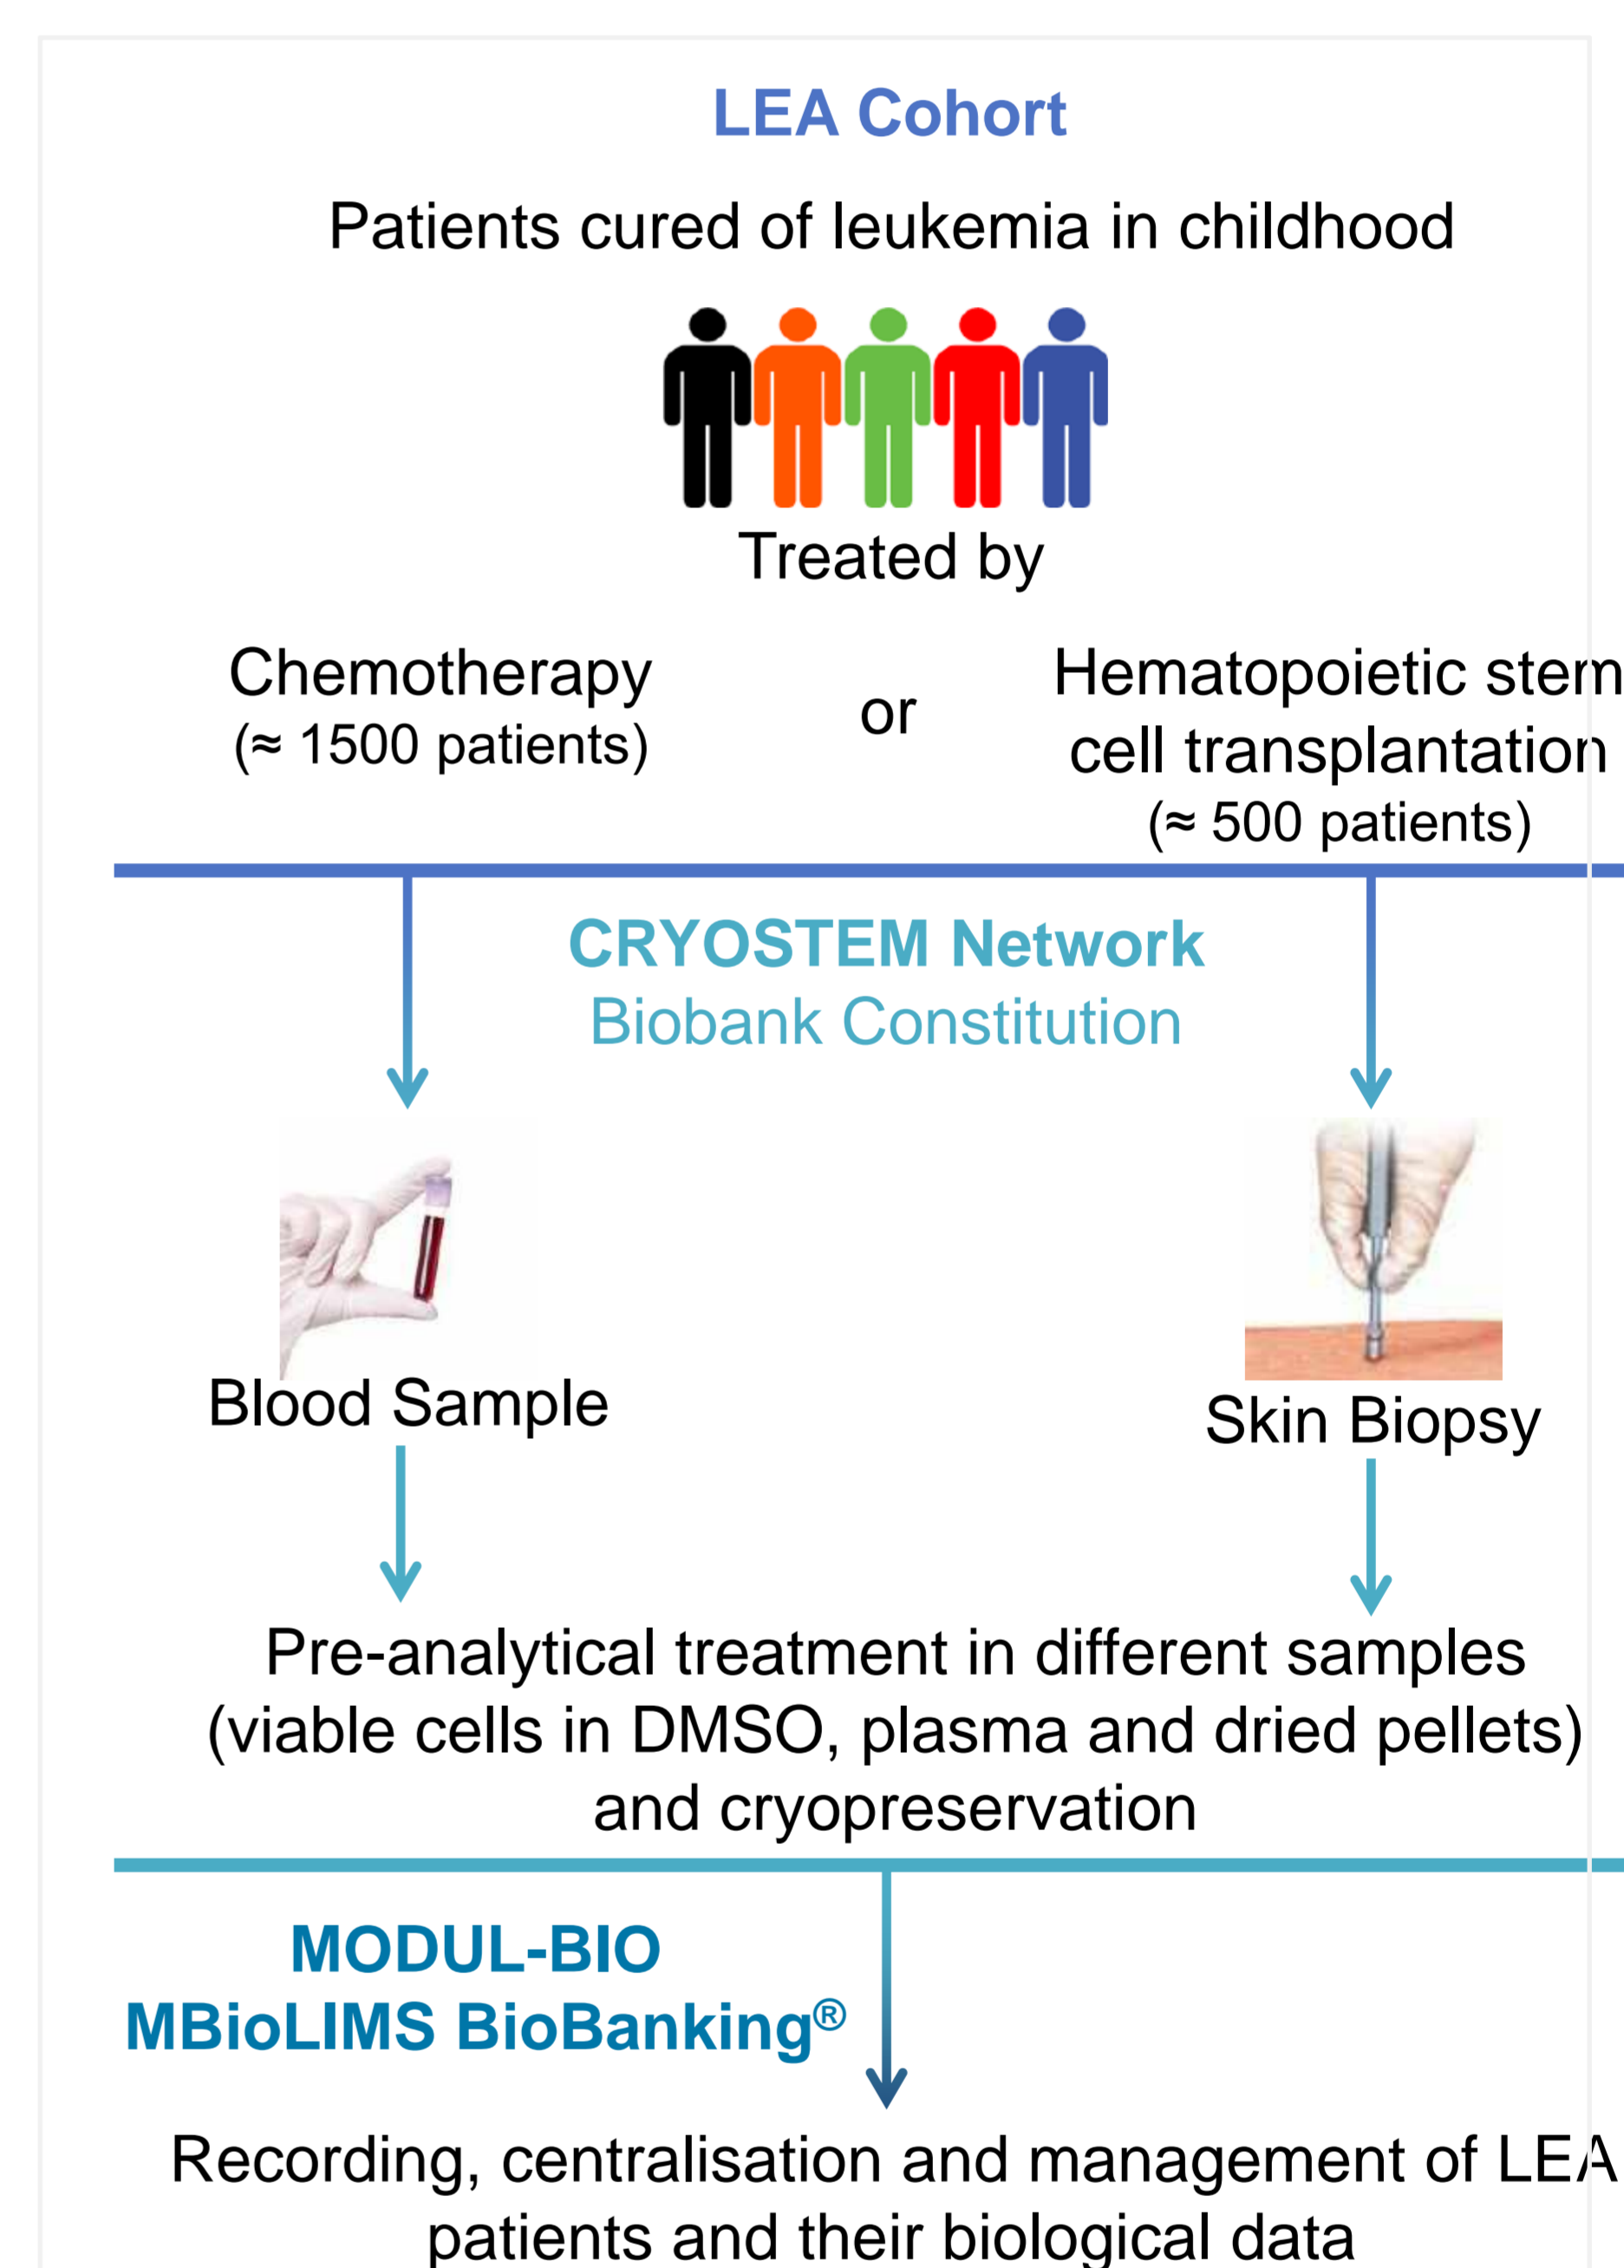 LEA Cohort
Patients cured of leukemia in childhood
Treated by
Chemotherapy
(≈ 1500 patients)
or
Hematopoietic stem
cell transplantation
(≈ 500 patients)
CRYOSTEM Network
Biobank Constitution
Blood Sample
Skin Biopsy
Pre-analytical treatment in different samples
(viable cells in DMSO, plasma and dried pellets)
and cryopreservation
MODUL-BIO
MBioLIMS BioBanking®
Recording, centralisation and management of LEA
patients and their biological data